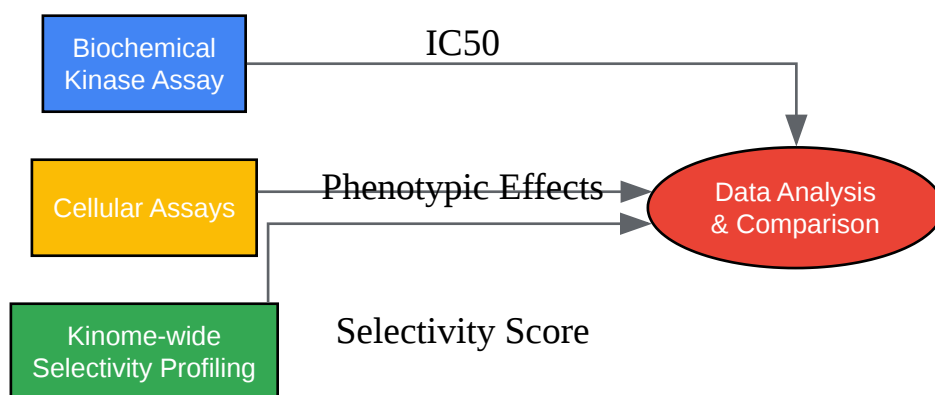 Biochemical
Kinase Assay
IC50
Cellular Assays
Phenotypic Effects
Data Analysis
& Comparison
Kinome-wide
Selectivity Profiling
Selectivity Score